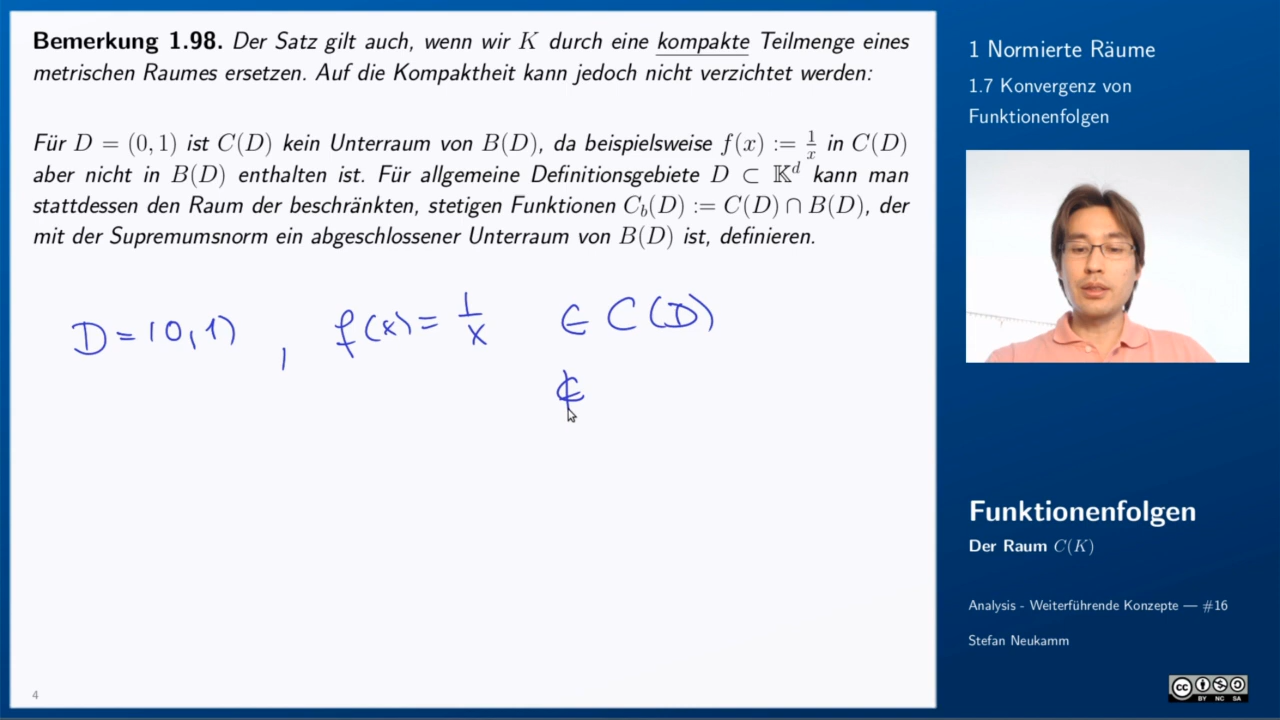 Bemerkung 1.98. Der Satz gilt auch, wenn wir K durch eine kompakte Teilmenge eines
metrischen Raumes ersetzen. Auf die Kompaktheit kann jedoch nicht verzichtet werden:
Für D = (0, 1) ist C(D) kein Unterraum von B(D), da beispielsweise f(x) := 1/x in C(D)
aber nicht in B(D) enthalten ist. Für allgemeine Definitionsgebiete D ⊂ 𝕂^d kann man
stattdessen den Raum der beschränkten, stetigen Funktionen C_b(D) := C(D) ∩ B(D), der
mit der Supremumsnorm ein abgeschlossener Unterraum von B(D) ist, definieren.
D = (0,1) , f(x) = 1/x ∈ C(D)
∉
4
1 Normierte Räume
1.7 Konvergenz von
Funktionenfolgen
Funktionenfolgen
Der Raum C(K)
Analysis - Weiterführende Konzepte — #16
Stefan Neukamm
cc BY NC SA